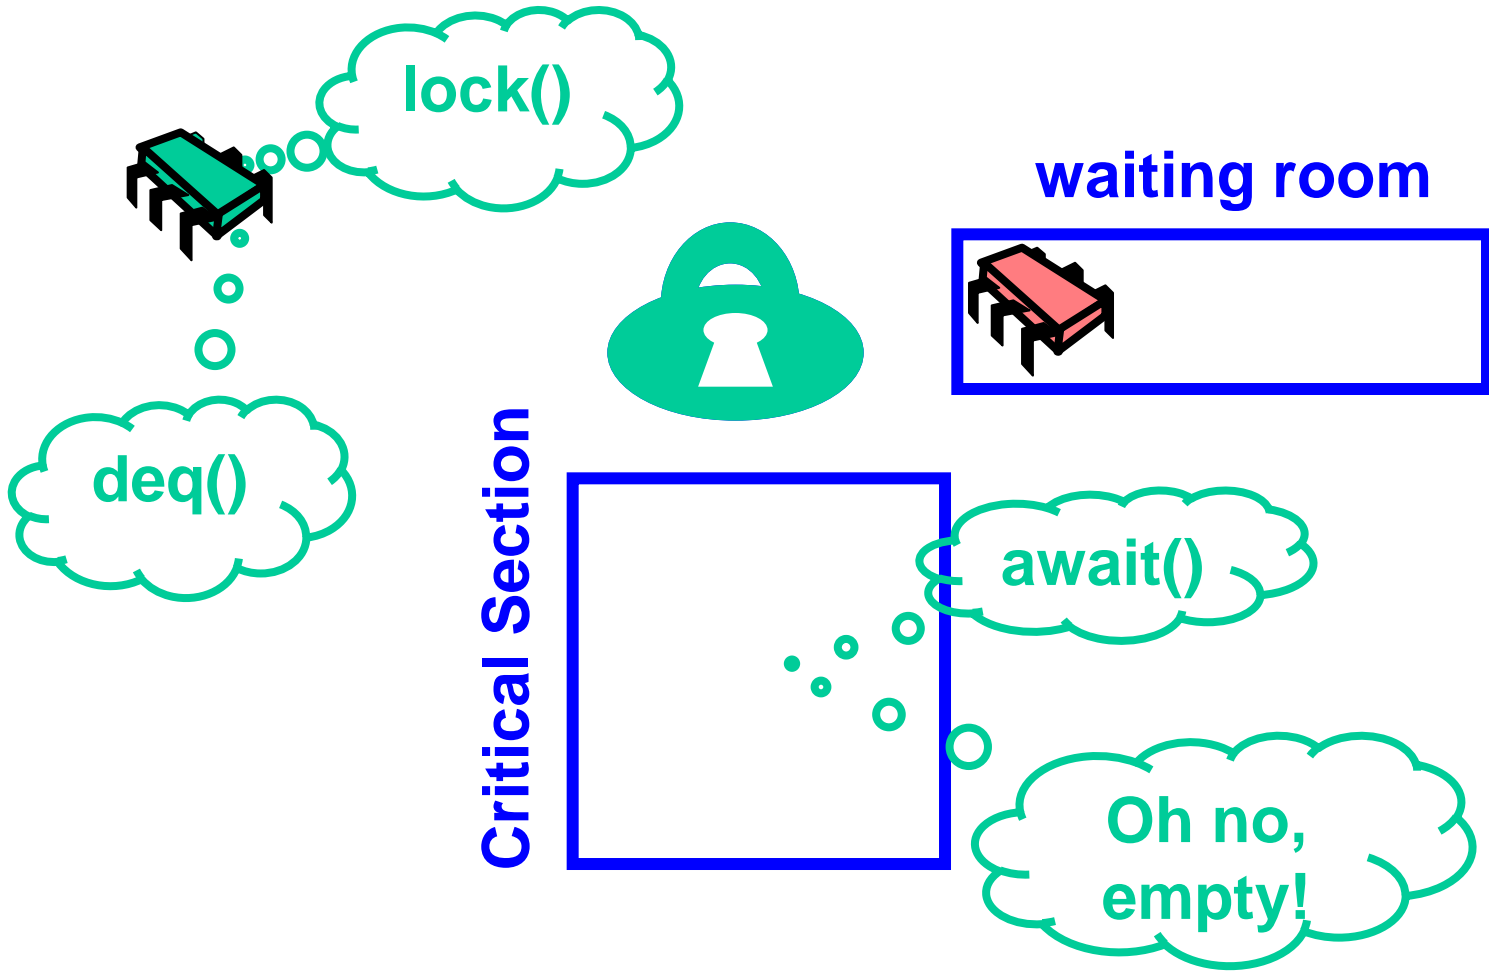 lock()
waiting room
deq()
Critical Section
await()
Oh no,
empty!